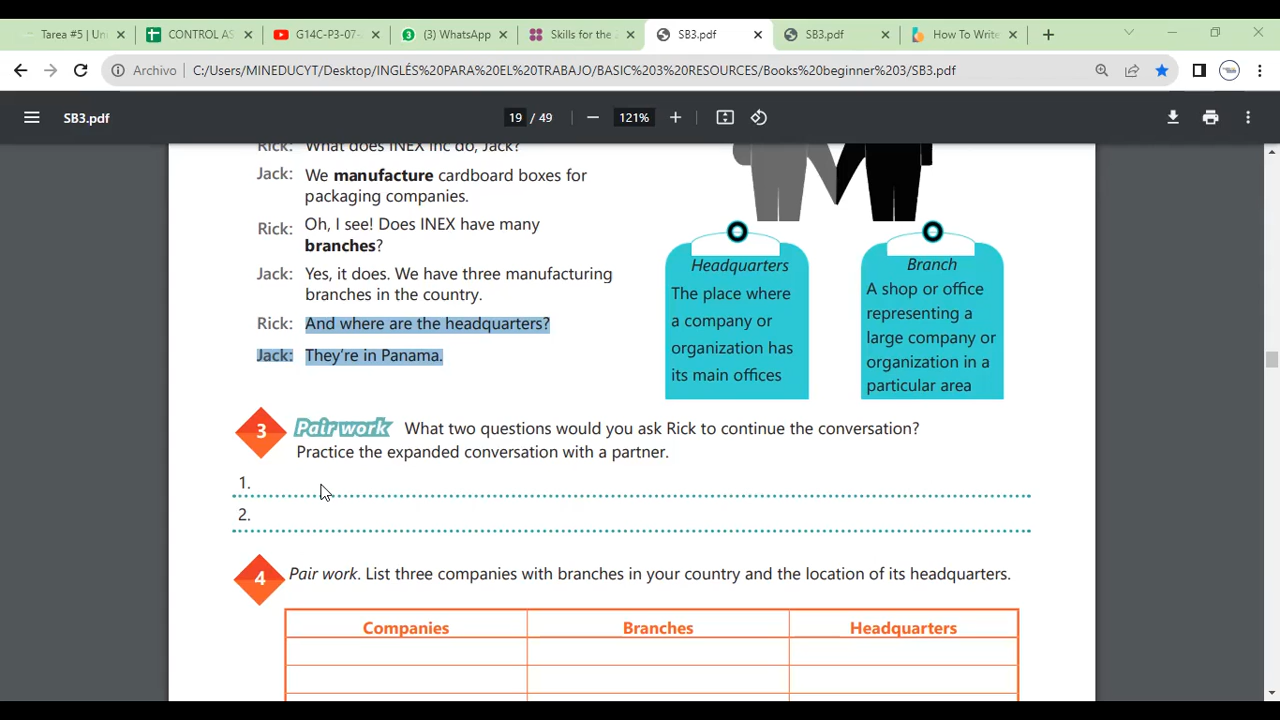 Tarea #5 | Un
CONTROL AS
G14C-P3-07-
(3) WhatsApp
Skills for the
SB3.pdf
SB3.pdf
How To Write
Archivo
C:/Users/MINEDUCYT/Desktop/INGLÉS%20PARA%20EL%20TRABAJO/BASIC%203%20RESOURCES/Books%20beginner%203/SB3.pdf
SB3.pdf
19 / 49
121%
Rick: What does INEX Inc do, Jack?
Jack: We manufacture cardboard boxes for
packaging companies.
Rick: Oh, I see! Does INEX have many
branches?
Jack: Yes, it does. We have three manufacturing
branches in the country.
Rick: And where are the headquarters?
Jack: They're in Panama.
Headquarters
The place where
a company or
organization has
its main offices
Branch
A shop or office
representing a
large company or
organization in a
particular area
3 Pair work What two questions would you ask Rick to continue the conversation?
Practice the expanded conversation with a partner.
1.
2.
4 Pair work. List three companies with branches in your country and the location of its headquarters.
Companies Branches Headquarters